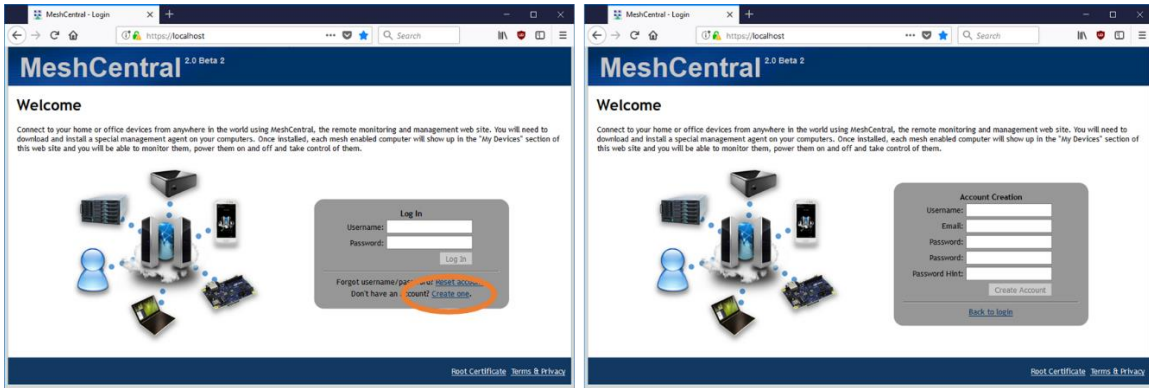 MeshCentral - Login
https://localhost
Search
MeshCentral 2.0 Beta 2
Welcome
Connect to your home or office devices from anywhere in the world using MeshCentral, the remote monitoring and management web site. You will need to
download and install a special management agent on your computers. Once installed, each mesh enabled computer will show up in the "My Devices" section of
this web site and you will be able to monitor them, power them on and off and take control of them.
Log In
Username:
Password:
Log In
Forgot username/password? Reset account.
Don't have an account? Create one.
Root Certificate Terms & Privacy
MeshCentral - Login
https://localhost
Search
MeshCentral 2.0 Beta 2
Welcome
Connect to your home or office devices from anywhere in the world using MeshCentral, the remote monitoring and management web site. You will need to
download and install a special management agent on your computers. Once installed, each mesh enabled computer will show up in the "My Devices" section of
this web site and you will be able to monitor them, power them on and off and take control of them.
Account Creation
Username:
Email:
Password:
Password:
Password Hint:
Create Account
Back to login
Root Certificate Terms & Privacy